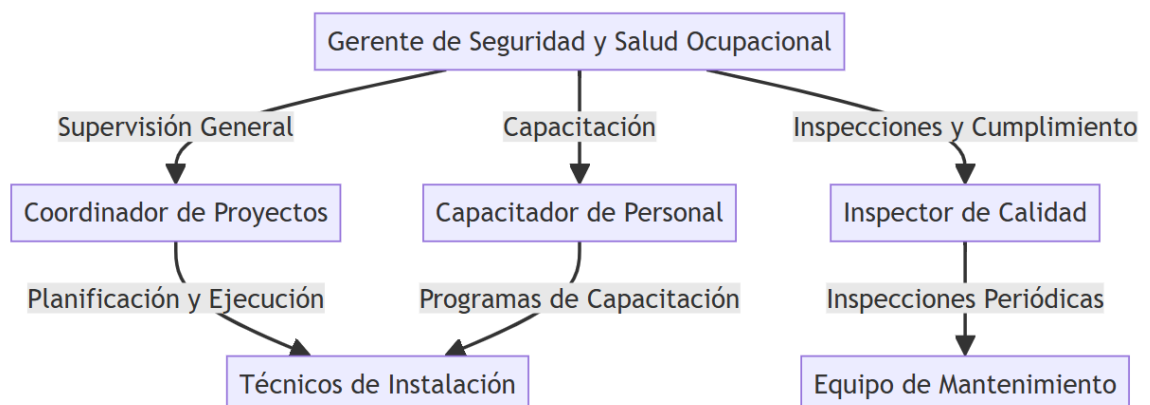 Gerente de Seguridad y Salud Ocupacional
Supervisión General
Capacitación
Inspecciones y Cumplimiento
Coordinador de Proyectos
Capacitador de Personal
Inspector de Calidad
Planificación y Ejecución
Programas de Capacitación
Inspecciones Periódicas
Técnicos de Instalación
Equipo de Mantenimiento